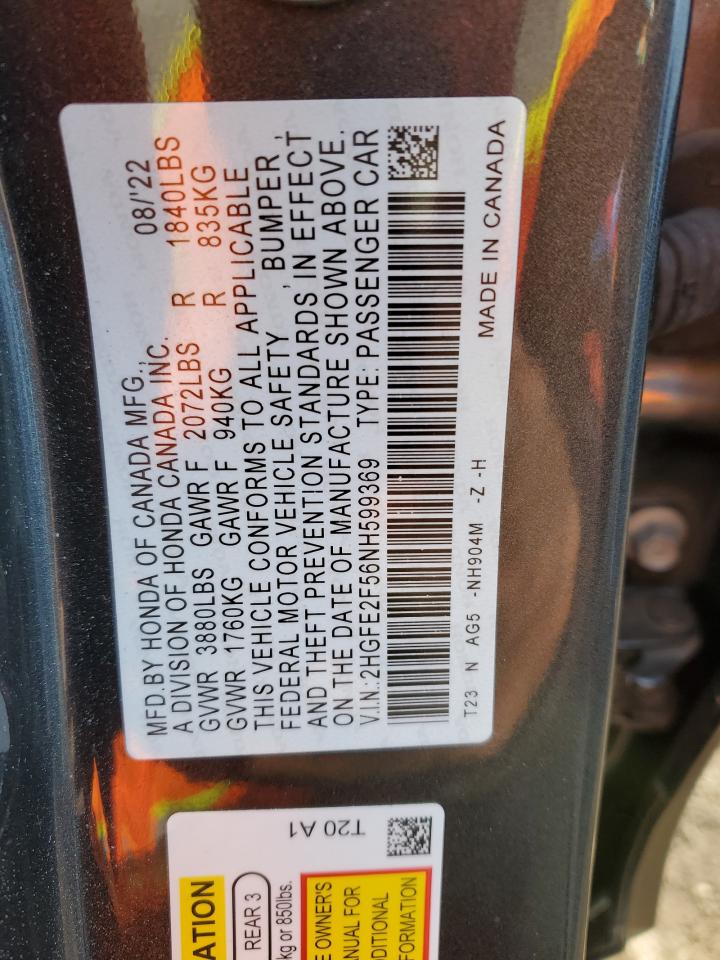 MFD.BY HONDA OF CANADA MFG., 08/'22
A DIVISION OF HONDA CANADA INC.
GVWR 3880LBS GAWR F 2072LBS R 1840LBS
GVWR 1760KG GAWR F 940KG R 835KG
THIS VEHICLE CONFORMS TO ALL APPLICABLE
FEDERAL MOTOR VEHICLE SAFETY , BUMPER ,
AND THEFT PREVENTION STANDARDS IN EFFECT
ON THE DATE OF MANUFACTURE SHOWN ABOVE.
V.I.N.:2HGFE2F56NH599369 TYPE: PASSENGER CAR
T23 N AG5 -NH904M -Z -H MADE IN CANADA
T20 A1
ATION
REAR 3
kg or 850lbs.
E OWNER'S
ANUAL FOR
DITIONAL
FORMATION